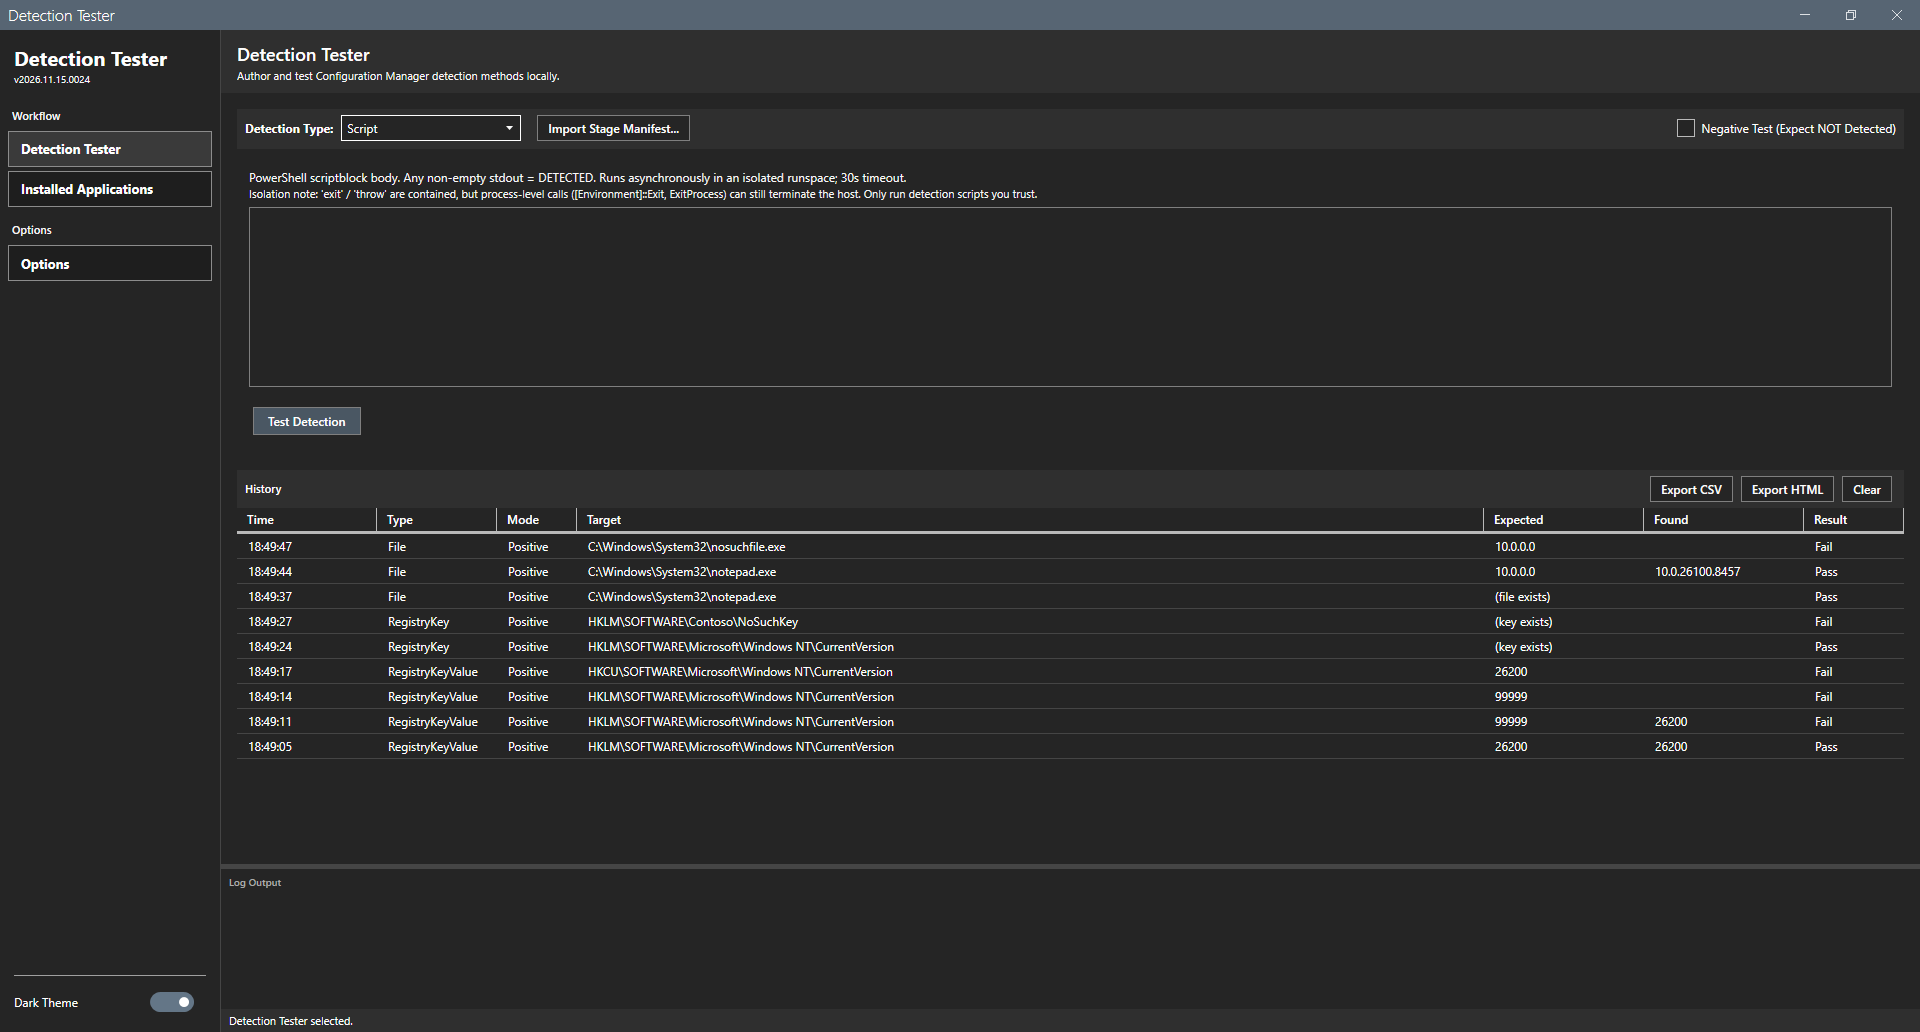 Detection Tester
Detection Tester
v2026.11.15.0024
Workflow
Detection Tester
Installed Applications
Options
Options
Dark Theme
Detection Tester
Author and test Configuration Manager detection methods locally.
Detection Type: Script Import Stage Manifest... Negative Test (Expect NOT Detected)
PowerShell scriptblock body. Any non-empty stdout = DETECTED. Runs asynchronously in an isolated runspace; 30s timeout.
Isolation note: 'exit' / 'throw' are contained, but process-level calls ([Environment]::Exit, ExitProcess) can still terminate the host. Only run detection scripts you trust.
Test Detection
History Export CSV Export HTML Clear
Time Type Mode Target Expected Found Result
18:49:47 File Positive C:\Windows\System32\nosuchfile.exe 10.0.0.0 Fail
18:49:44 File Positive C:\Windows\System32\notepad.exe 10.0.0.0 10.0.26100.8457 Pass
18:49:37 File Positive C:\Windows\System32\notepad.exe (file exists) Pass
18:49:27 RegistryKey Positive HKLM\SOFTWARE\Contoso\NoSuchKey (key exists) Fail
18:49:24 RegistryKey Positive HKLM\SOFTWARE\Microsoft\Windows NT\CurrentVersion (key exists) Pass
18:49:17 RegistryKeyValue Positive HKCU\SOFTWARE\Microsoft\Windows NT\CurrentVersion 26200 Fail
18:49:14 RegistryKeyValue Positive HKLM\SOFTWARE\Microsoft\Windows NT\CurrentVersion 99999 Fail
18:49:11 RegistryKeyValue Positive HKLM\SOFTWARE\Microsoft\Windows NT\CurrentVersion 99999 26200 Fail
18:49:05 RegistryKeyValue Positive HKLM\SOFTWARE\Microsoft\Windows NT\CurrentVersion 26200 26200 Pass
Log Output
Detection Tester selected.